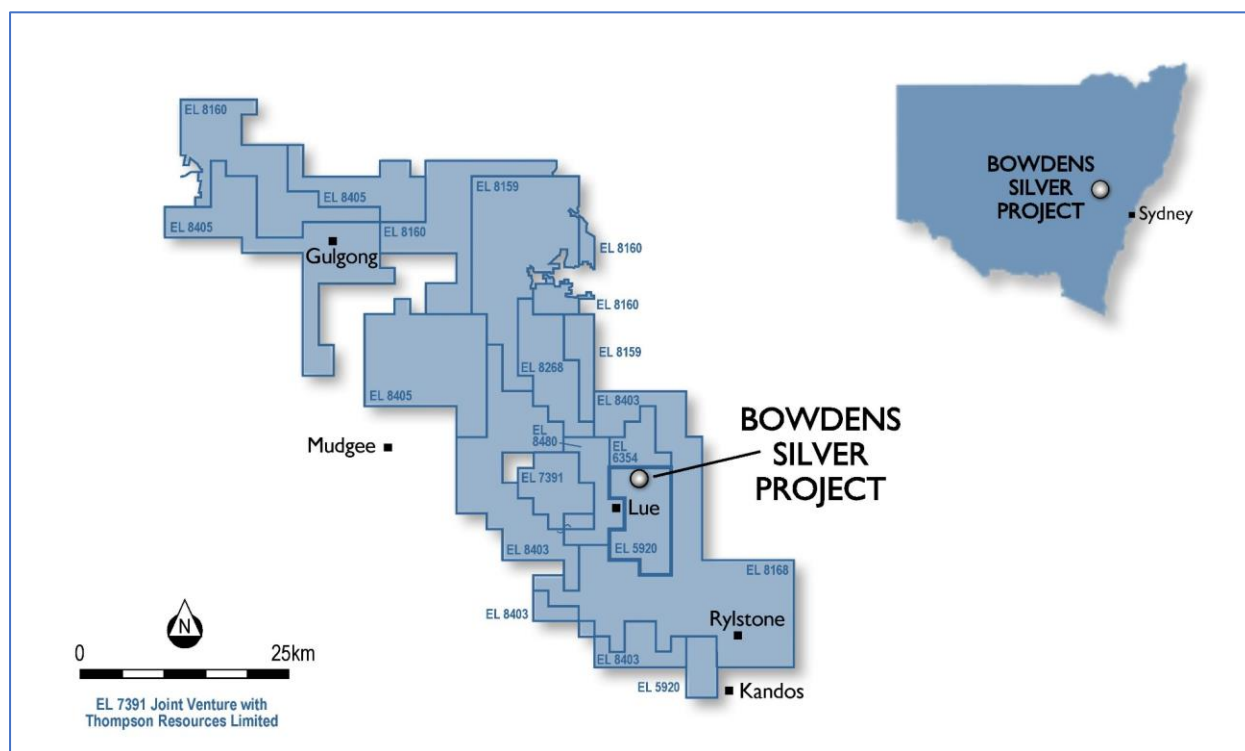 EL 8160
EL 8405
EL 8159
EL 8405
EL 8160
Gulgong
EL 8160
EL 8160
EL 8159
EL 8268
EL 8405
EL 8403
Mudgee
EL
8480
EL
6354
EL 7391
Lue
EL 8403
EL 5920
EL 8168
EL 8403
Rylstone
EL 8403
EL 5920
Kandos
BOWDENS
SILVER
PROJECT
BOWDENS
SILVER
PROJECT
Sydney
N
0 25km
EL 7391 Joint Venture with
Thompson Resources Limited